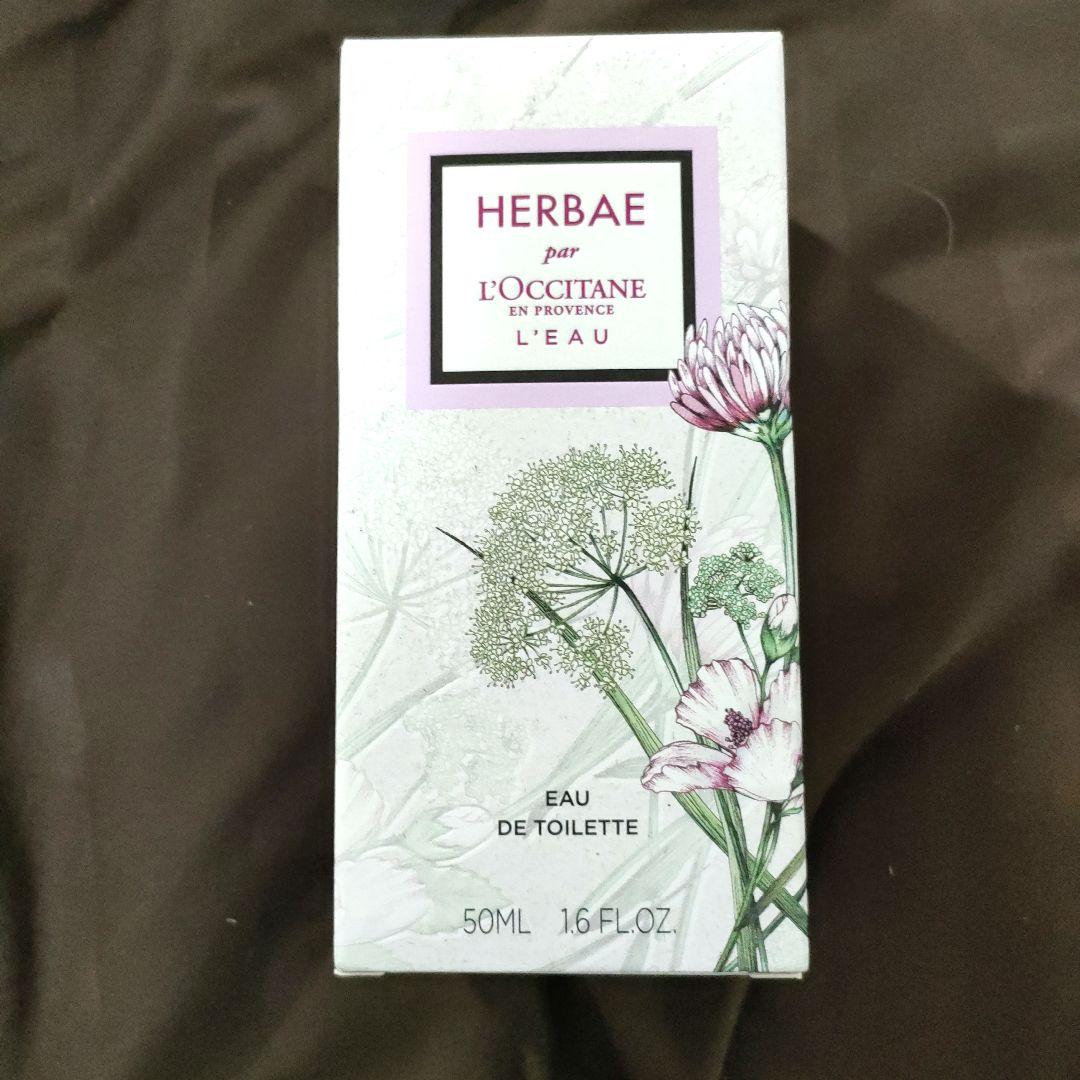 HERBAE
par
L'OCCITANE
EN PROVENCE
L'EAU
EAU
DE TOILETTE
50ML 1.6 FL.OZ.